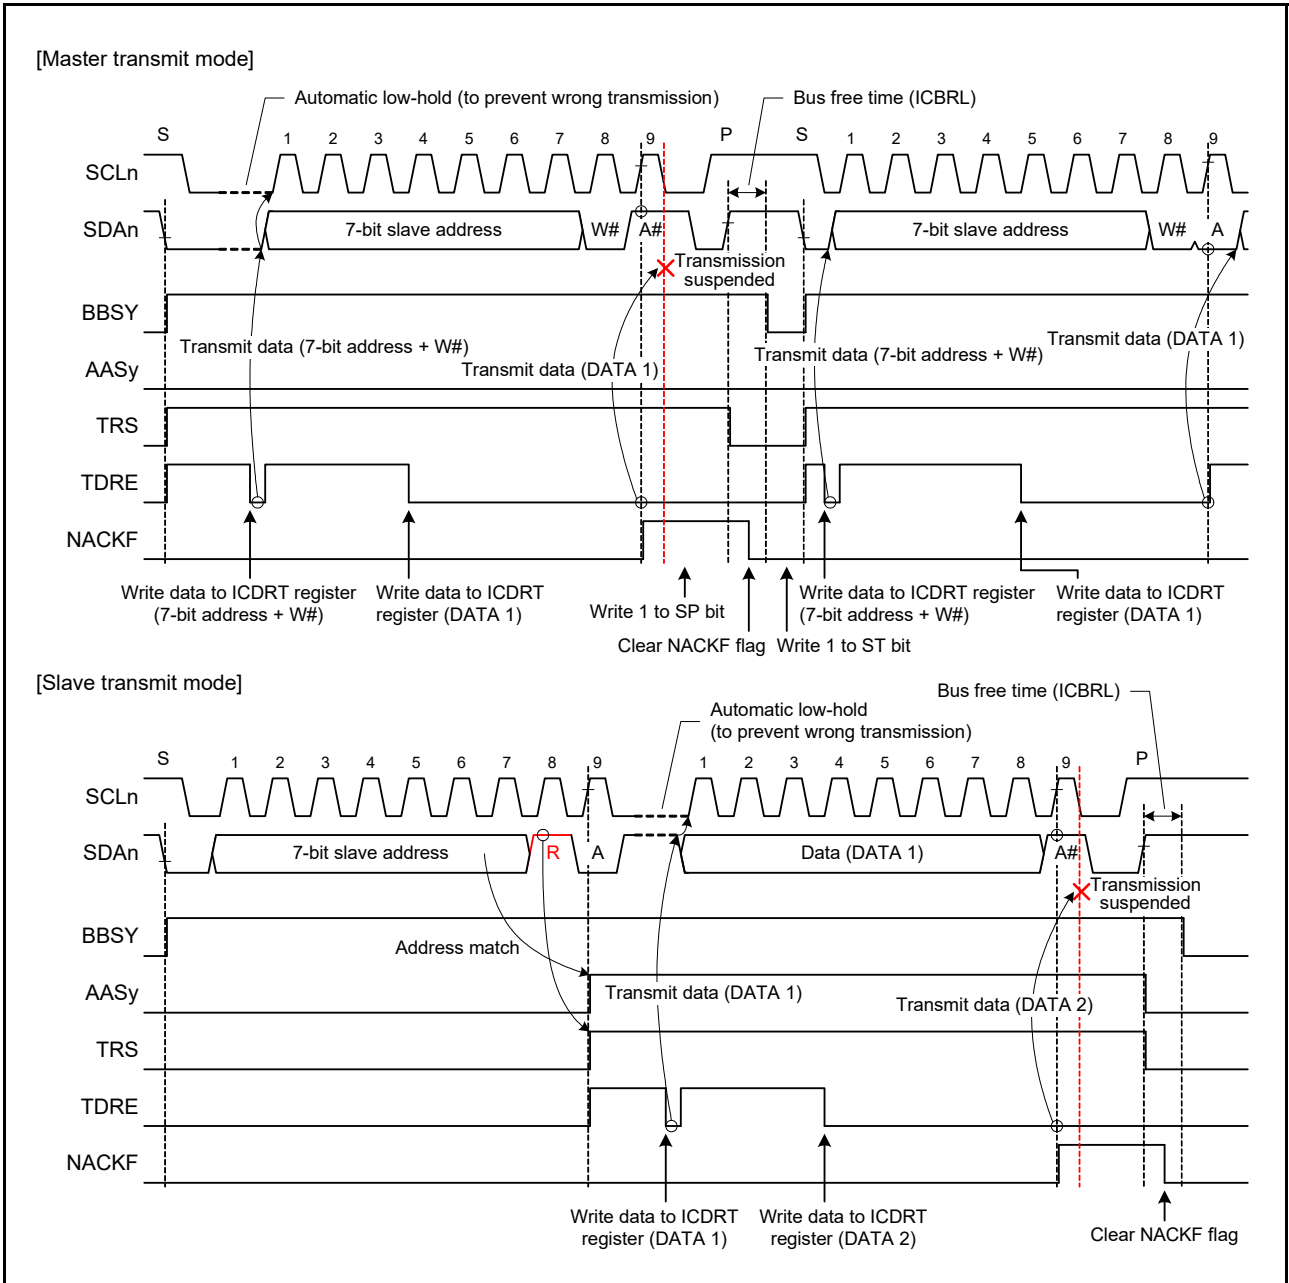 [Master transmit mode]
Automatic low-hold (to prevent wrong transmission)
Bus free time (ICBRL)
S 1 2 3 4 5 6 7 8 9 P S 1 2 3 4 5 6 7 8 9
SCLn
SDAn 7-bit slave address W# A# 7-bit slave address W# A
Transmission
suspended
BBSY
Transmit data (7-bit address + W#)
Transmit data (DATA 1)
Transmit data (7-bit address + W#)
Transmit data (DATA 1)
AASy
TRS
TDRE
NACKF
Write data to ICDRT register
(7-bit address + W#)
Write data to ICDRT
register (DATA 1)
Write 1 to SP bit
Clear NACKF flag
Write 1 to ST bit
Write data to ICDRT register
(7-bit address + W#)
Write data to ICDRT
register (DATA 1)
[Slave transmit mode]
Bus free time (ICBRL)
Automatic low-hold
(to prevent wrong transmission)
S 1 2 3 4 5 6 7 8 9 1 2 3 4 5 6 7 8 9 P
SCLn
SDAn 7-bit slave address R A Data (DATA 1) A#
Transmission
suspended
BBSY
Address match
AASy
Transmit data (DATA 1)
Transmit data (DATA 2)
TRS
TDRE
NACKF
Write data to ICDRT
register (DATA 1)
Write data to ICDRT
register (DATA 2)
Clear NACKF flag